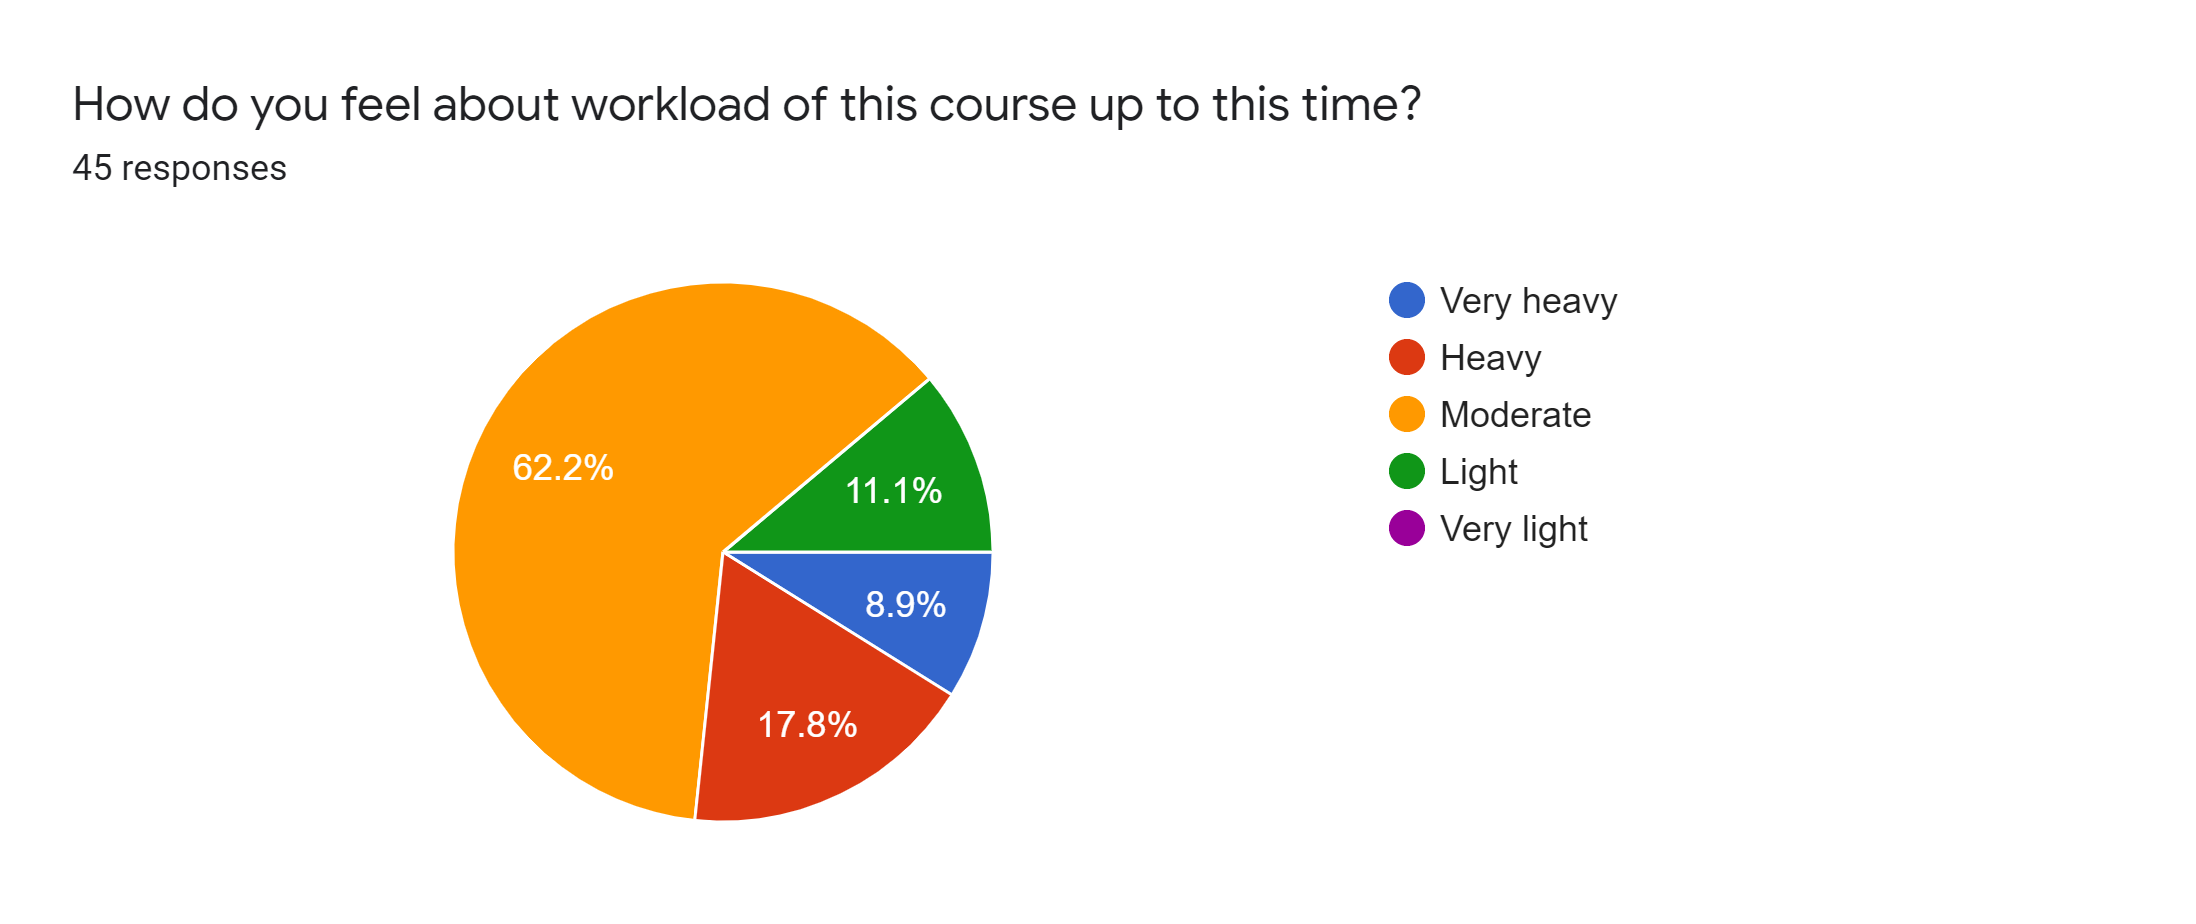 How do you feel about workload of this course up to this time?
45 responses
62.2%
11.1%
8.9%
17.8%
Very heavy
Heavy
Moderate
Light
Very light